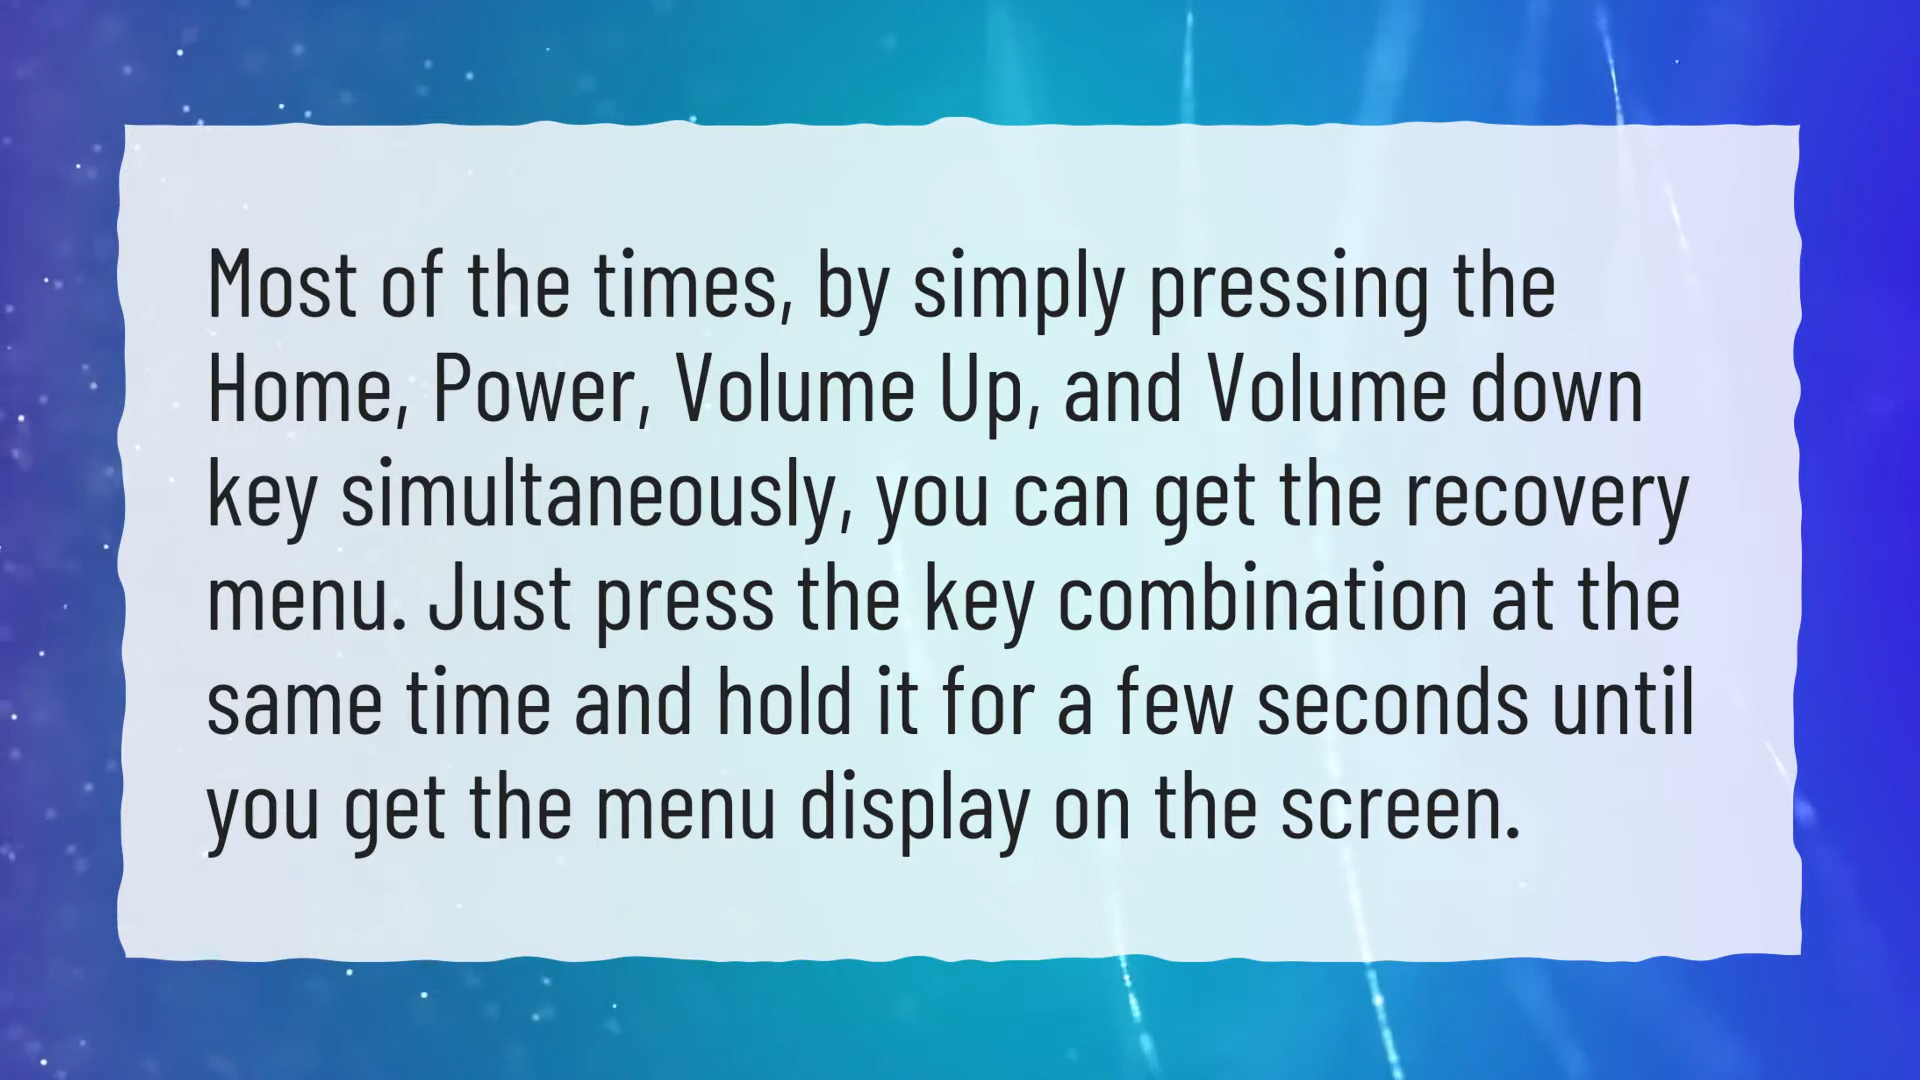 Most of the times, by simply pressing the
Home, Power, Volume Up, and Volume down
key simultaneously, you can get the recovery
menu. Just press the key combination at the
same time and hold it for a few seconds until
you get the menu display on the screen.